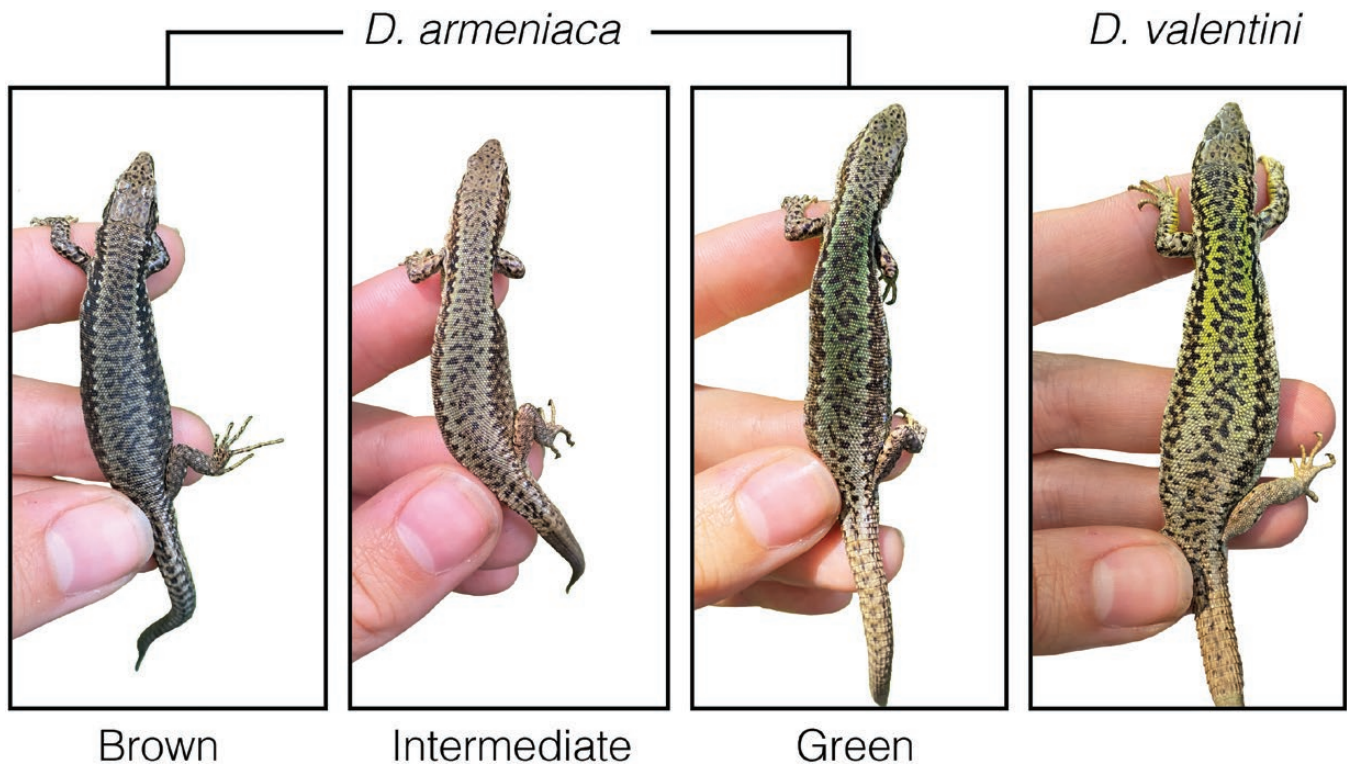 D. armeniaca
D. valentini
Brown
Intermediate
Green